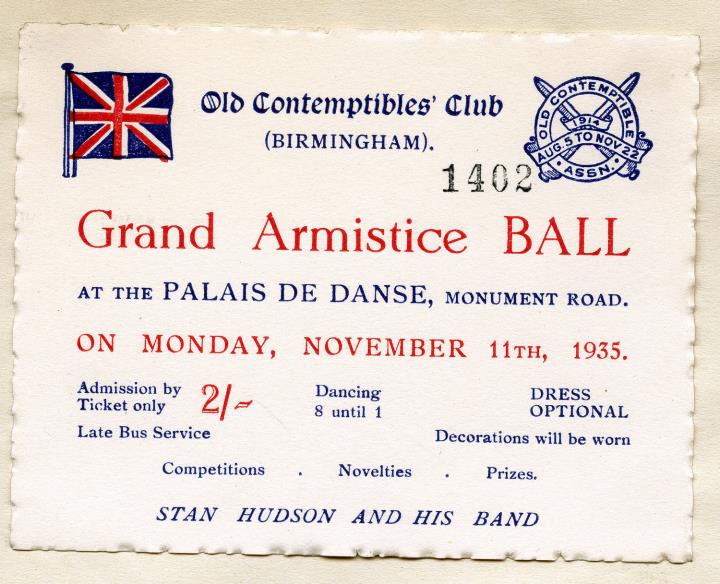 Old Contemptibles' Club
(BIRMINGHAM).
OLD CONTEMPTIBLE
1914
AUG. 5 TO NOV 22
ASSN.
1402
Grand Armistice BALL
AT THE PALAIS DE DANSE, MONUMENT ROAD.
ON MONDAY, NOVEMBER 11TH, 1935.
Admission by
Ticket only
2/-
Dancing
8 until 1
DRESS
OPTIONAL
Late Bus Service
Decorations will be worn
Competitions . Novelties . Prizes.
STAN HUDSON AND HIS BAND